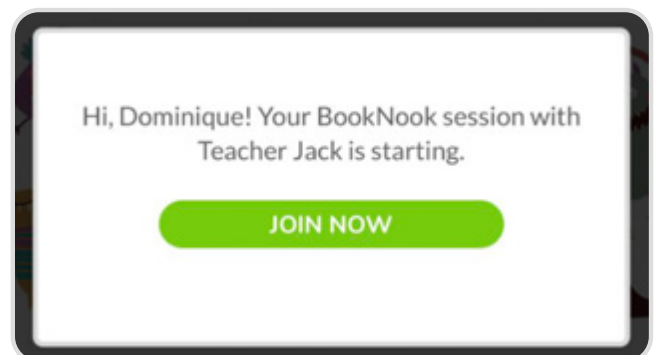 Hi, Dominique! Your BookNook session with
Teacher Jack is starting.
JOIN NOW